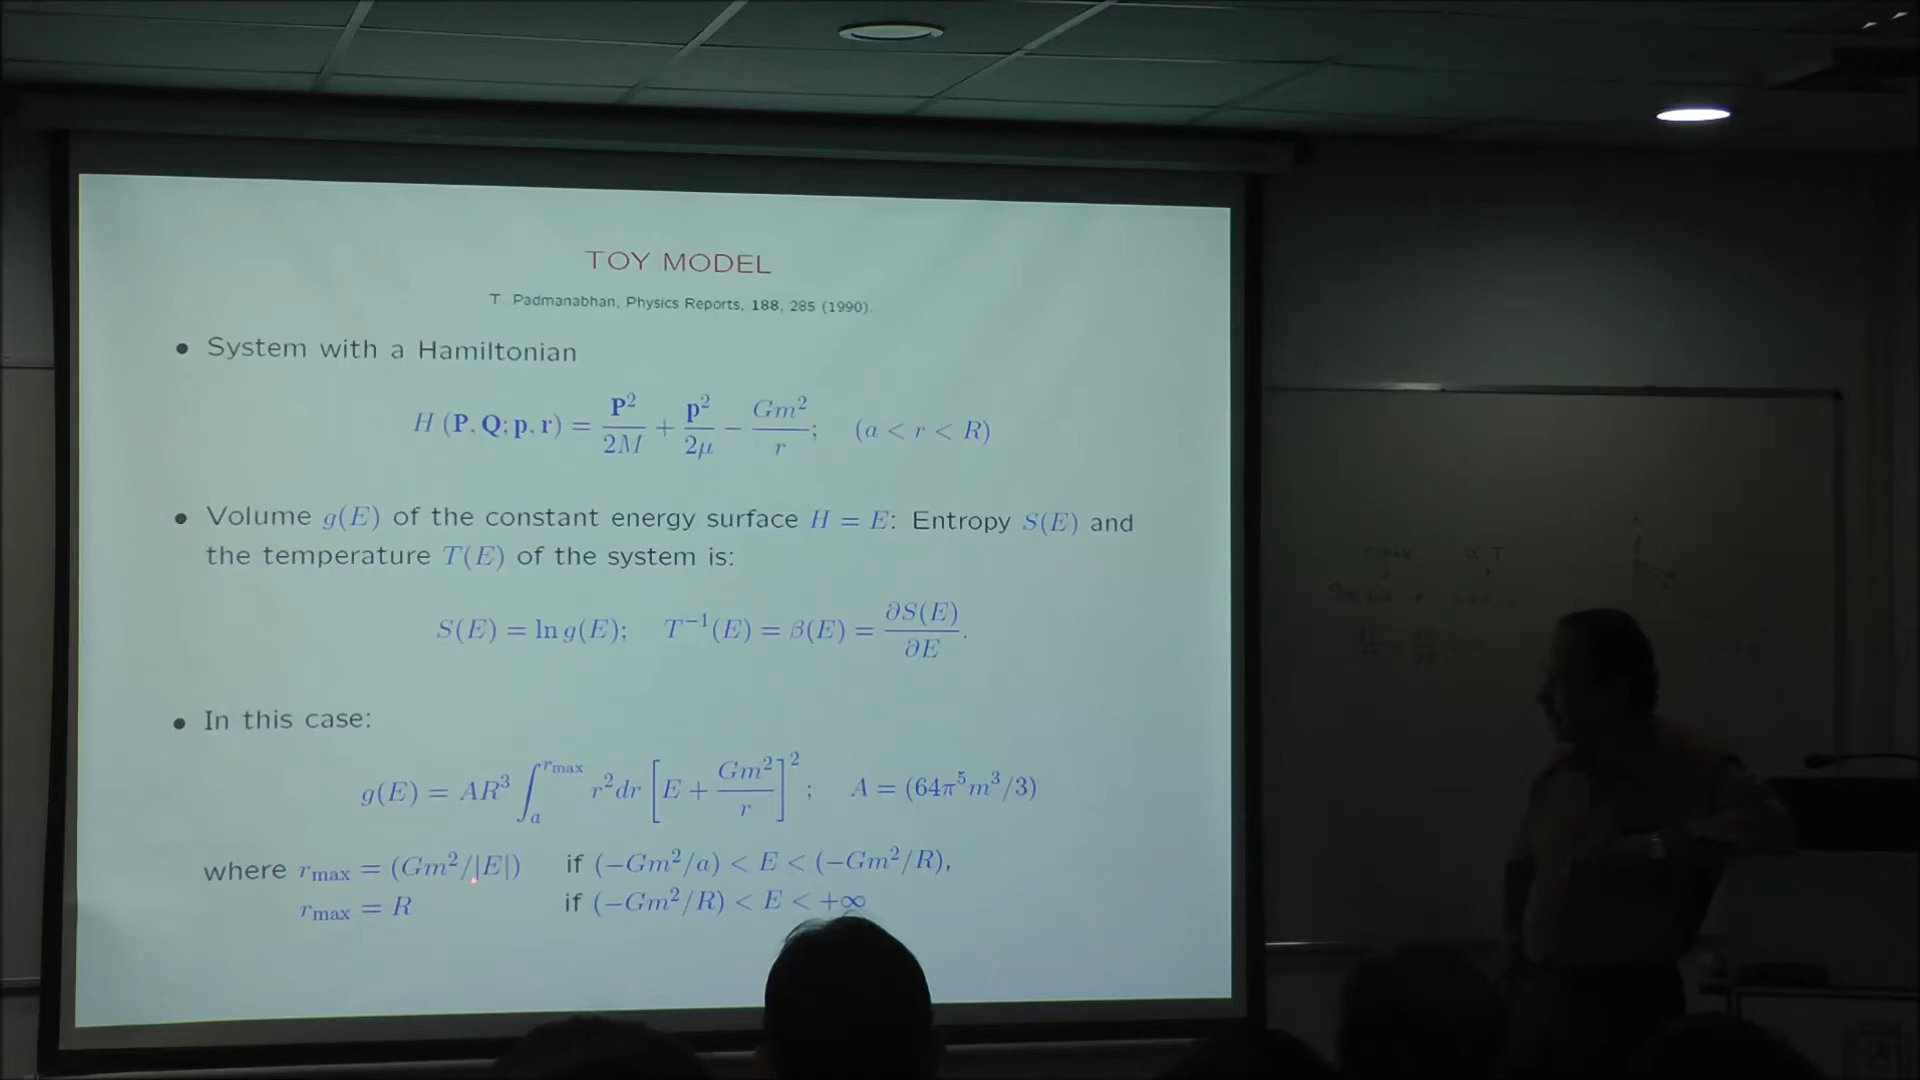 TOY MODEL
T. Padmanabhan, Physics Reports, 188, 285 (1990).
• System with a Hamiltonian
H (P, Q; p, r) = P²/2M + p²/2μ − Gm²/r; (a < r < R)
• Volume g(E) of the constant energy surface H = E: Entropy S(E) and
the temperature T(E) of the system is:
S(E) = ln g(E); T⁻¹(E) = β(E) = ∂S(E)/∂E.
• In this case:
g(E) = AR³ ∫ₐ^{r_max} r²dr [E + Gm²/r]²; A = (64π⁵m³/3)
where r_max = (Gm²/|E|) if (−Gm²/a) < E < (−Gm²/R),
r_max = R if (−Gm²/R) < E < +∞